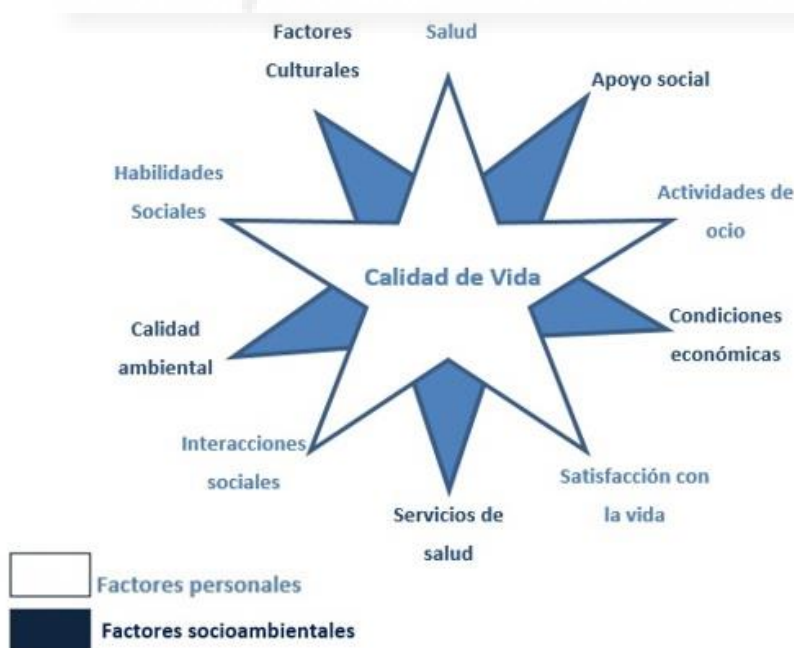 Factores
Culturales
Salud
Apoyo social
Habilidades
Sociales
Actividades de
ocio
Calidad de Vida
Calidad
ambiental
Condiciones
económicas
Interacciones
sociales
Satisfacción con
la vida
Servicios de
salud
Factores personales
Factores socioambientales